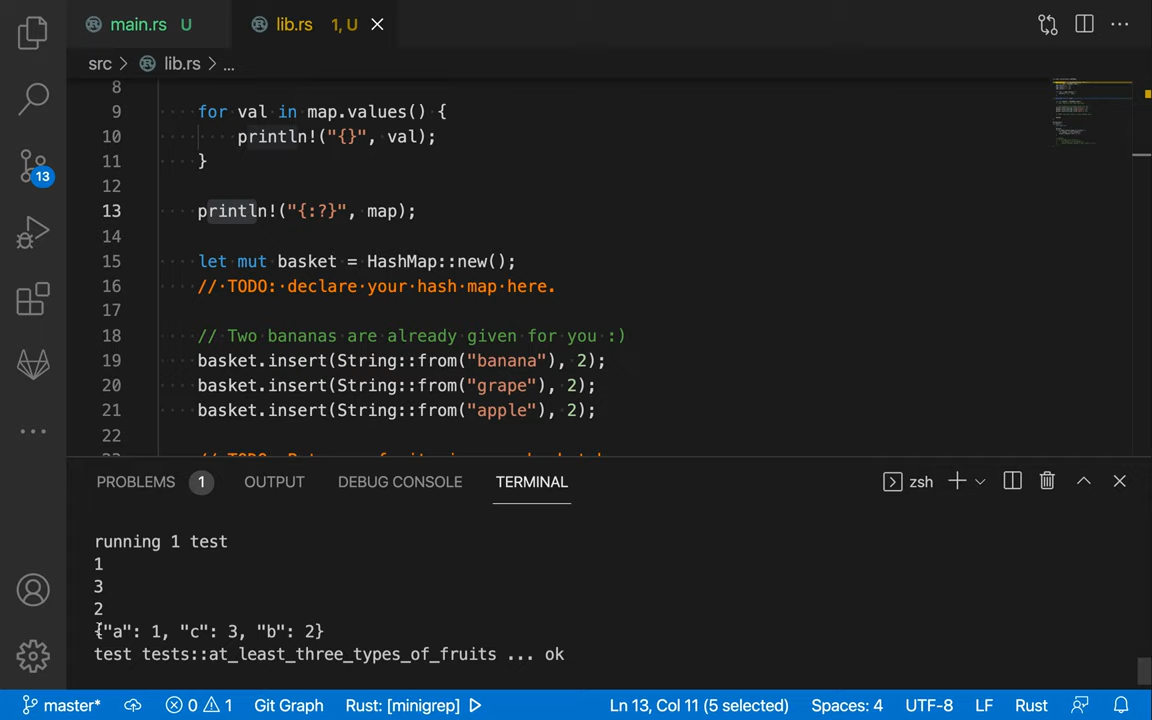 main.rs U lib.rs 1, U
src > lib.rs > ...
8
9 for val in map.values() {
10 println!("{}", val);
11 }
12
13 println!("{:?}", map);
14
15 let mut basket = HashMap::new();
16 // TODO: declare your hash map here.
17
18 // Two bananas are already given for you :)
19 basket.insert(String::from("banana"), 2);
20 basket.insert(String::from("grape"), 2);
21 basket.insert(String::from("apple"), 2);
22
13
PROBLEMS 1 OUTPUT DEBUG CONSOLE TERMINAL zsh
running 1 test
1
3
2
{"a": 1, "c": 3, "b": 2}
test tests::at_least_three_types_of_fruits ... ok
master* 0 1 Git Graph Rust: [minigrep] Ln 13, Col 11 (5 selected) Spaces: 4 UTF-8 LF Rust